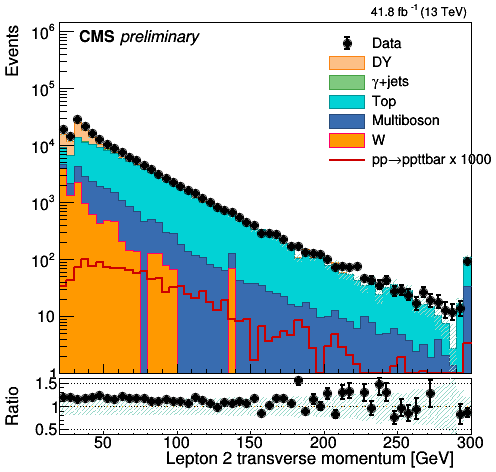 41.8 fb⁻¹ (13 TeV)
CMS preliminary
Events
10⁶
10⁵
10⁴
10³
10²
10
1
Data
DY
γ+jets
Top
Multiboson
W
pp→ppttbar x 1000
Ratio
1.5
1
0.5
50 100 150 200 250 300
Lepton 2 transverse momentum [GeV]